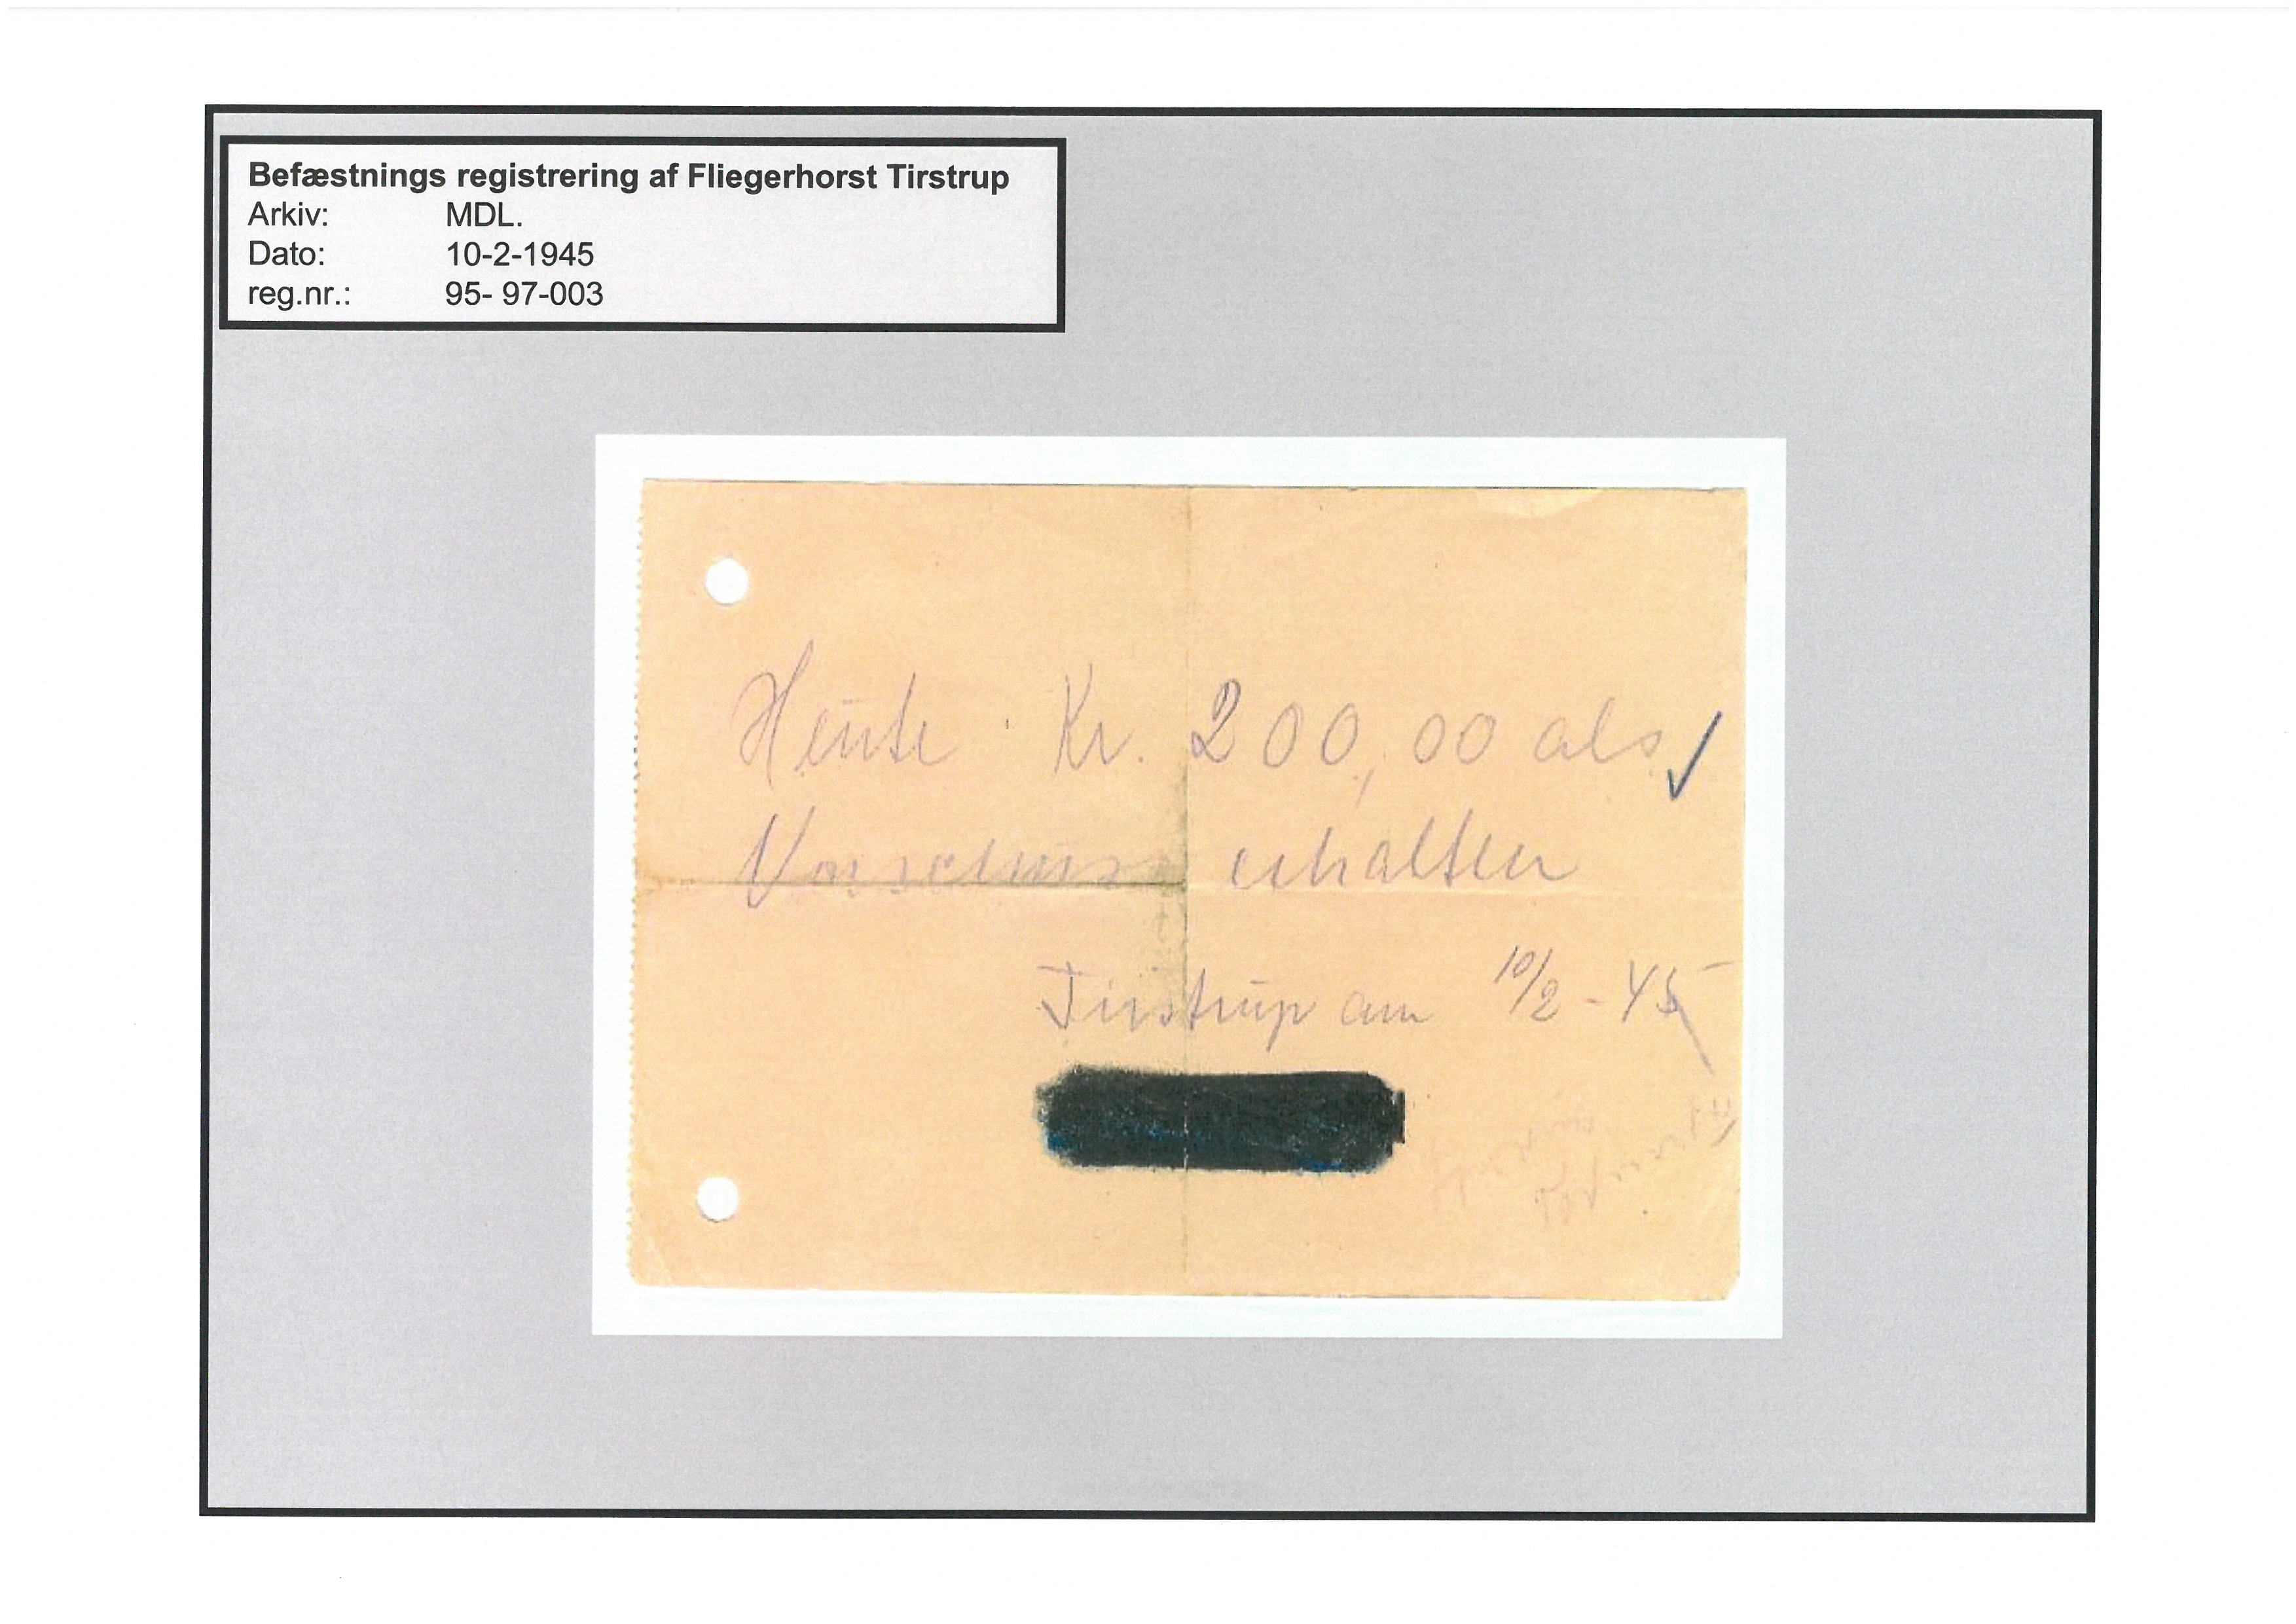 Befæstnings registrering af Fliegerhorst Tirstrup
Arkiv: MDL.
Dato: 10-2-1945
reg.nr.: 95- 97-003
Heute Kr. 200,00 als
Vorschuss erhalten
Tirstrup am 10/2 - 45